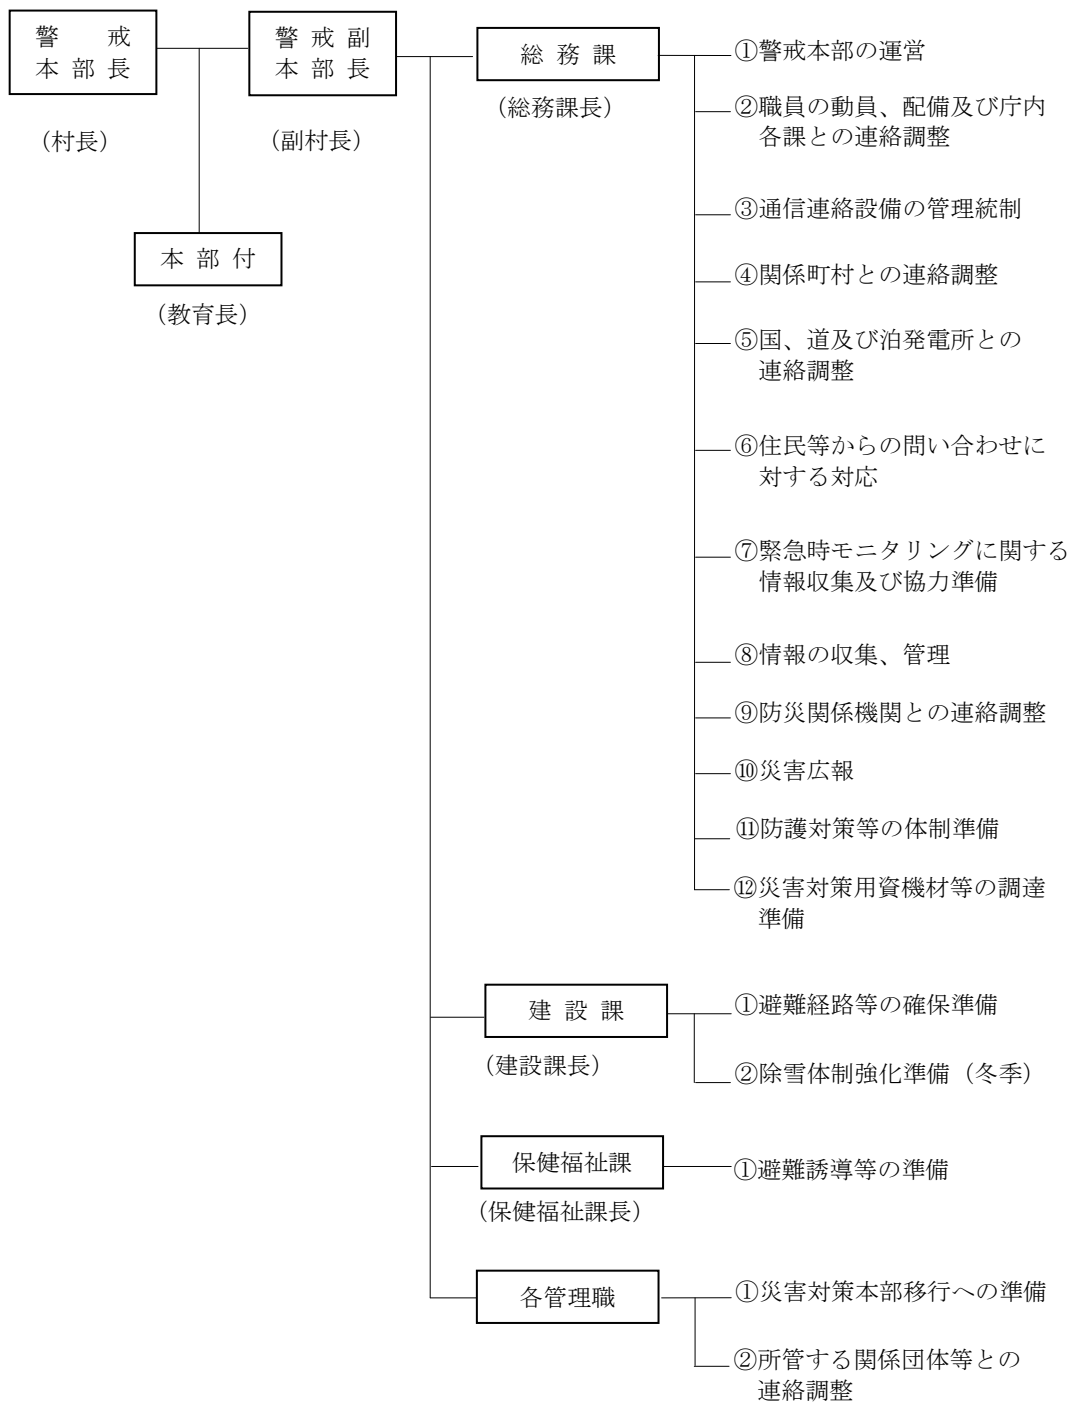 警戒
本部長
(村長)
警戒副
本部長
(副村長)
本部付
(教育長)
総務課
(総務課長)
①警戒本部の運営
②職員の動員、配備及び庁内
各課との連絡調整
③通信連絡設備の管理統制
④関係町村との連絡調整
⑤国、道及び泊発電所との
連絡調整
⑥住民等からの問い合わせに
対する対応
⑦緊急時モニタリングに関する
情報収集及び協力準備
⑧情報の収集、管理
⑨防災関係機関との連絡調整
⑩災害広報
⑪防護対策等の体制準備
⑫災害対策用資機材等の調達
準備
建設課
(建設課長)
①避難経路等の確保準備
②除雪体制強化準備(冬季)
保健福祉課
(保健福祉課長)
①避難誘導等の準備
各管理職
①災害対策本部移行への準備
②所管する関係団体等との
連絡調整